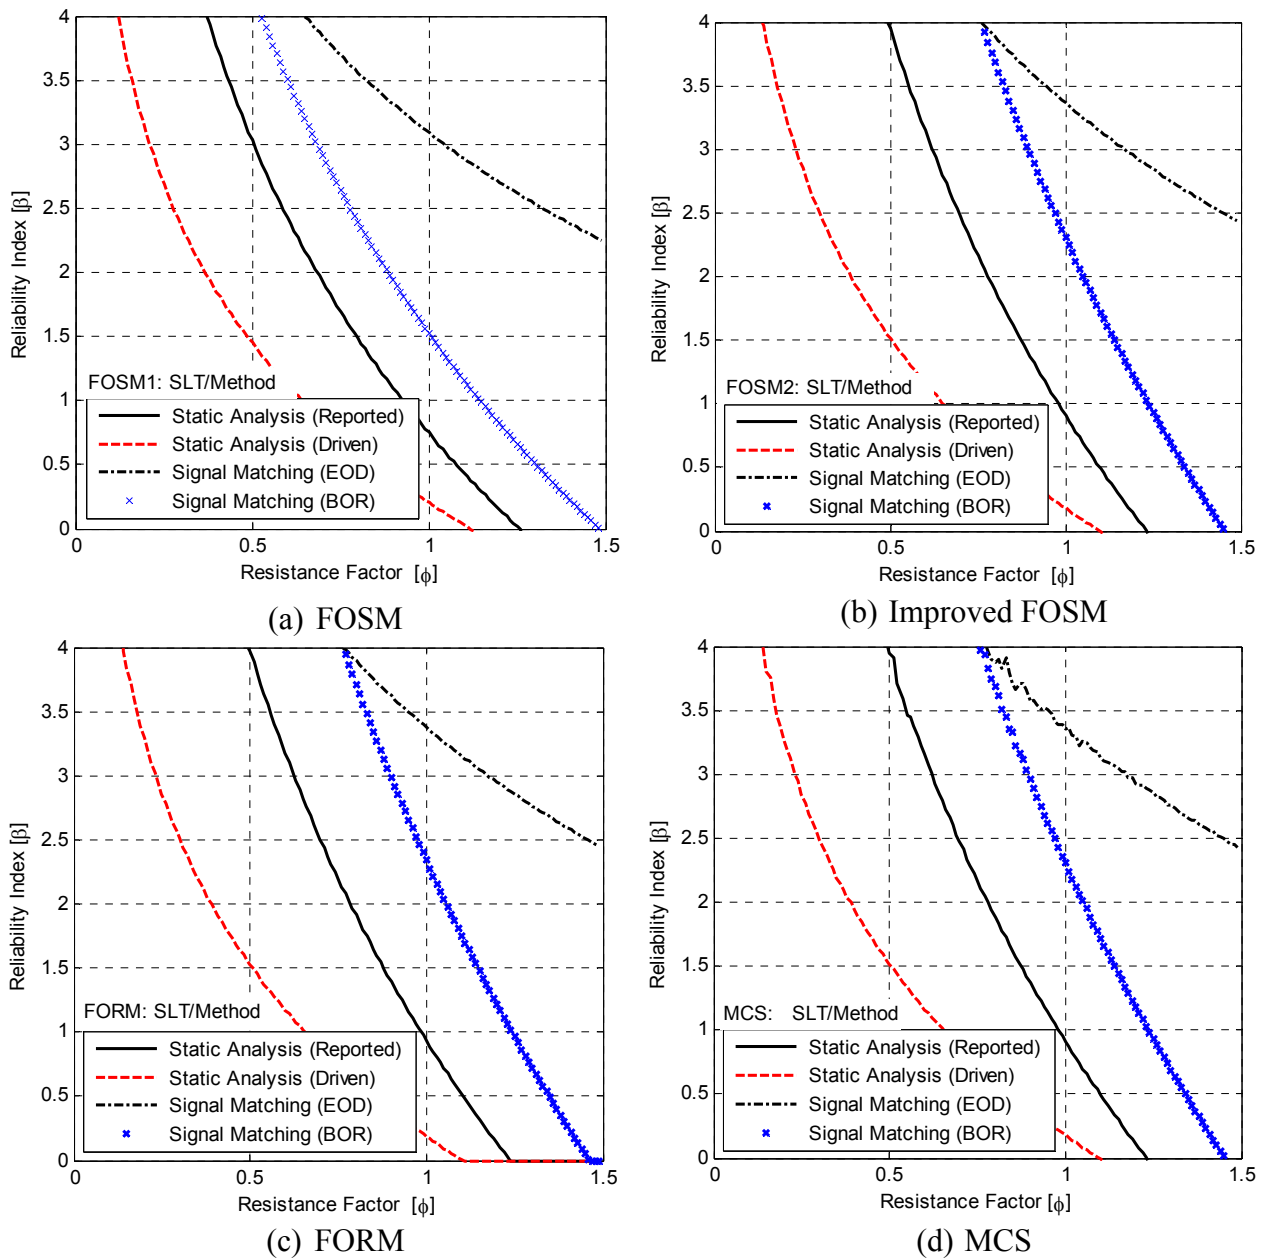 4
3.5
3
2.5
2
1.5
1
0.5
0
Reliability Index [β]
FOSM1: SLT/Method
Static Analysis (Reported)
Static Analysis (Driven)
Signal Matching (EOD)
Signal Matching (BOR)
0 0.5 1 1.5
Resistance Factor [ϕ]
(a) FOSM
4
3.5
3
2.5
2
1.5
1
0.5
0
Reliability Index [β]
FOSM2: SLT/Method
Static Analysis (Reported)
Static Analysis (Driven)
Signal Matching (EOD)
Signal Matching (BOR)
0 0.5 1 1.5
Resistance Factor [ϕ]
(b) Improved FOSM
4
3.5
3
2.5
2
1.5
1
0.5
0
Reliability Index [β]
FORM: SLT/Method
Static Analysis (Reported)
Static Analysis (Driven)
Signal Matching (EOD)
Signal Matching (BOR)
0 0.5 1 1.5
Resistance Factor [ϕ]
(c) FORM
4
3.5
3
2.5
2
1.5
1
0.5
0
Reliability Index [β]
MCS: SLT/Method
Static Analysis (Reported)
Static Analysis (Driven)
Signal Matching (EOD)
Signal Matching (BOR)
0 0.5 1 1.5
Resistance Factor [ϕ]
(d) MCS